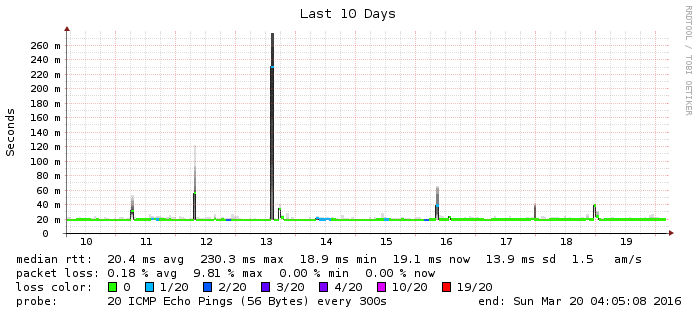 Last 10 Days
RRDTOOL / TOBI OETIKER
Seconds
260 m
240 m
220 m
200 m
180 m
160 m
140 m
120 m
100 m
80 m
60 m
40 m
20 m
0
10 11 12 13 14 15 16 17 18 19
median rtt: 20.4 ms avg 230.3 ms max 18.9 ms min 19.1 ms now 13.9 ms sd 1.5 am/s
packet loss: 0.18 % avg 9.81 % max 0.00 % min 0.00 % now
loss color: 0 1/20 2/20 3/20 4/20 10/20 19/20
probe: 20 ICMP Echo Pings (56 Bytes) every 300s end: Sun Mar 20 04:05:08 2016